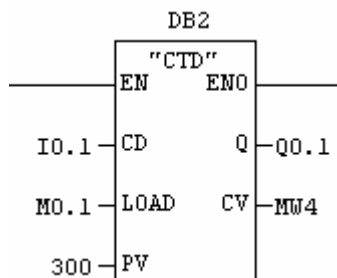 DB2
"CTD"
EN ENO
I0.1 CD Q Q0.1
M0.1 LOAD CV MW4
300 PV